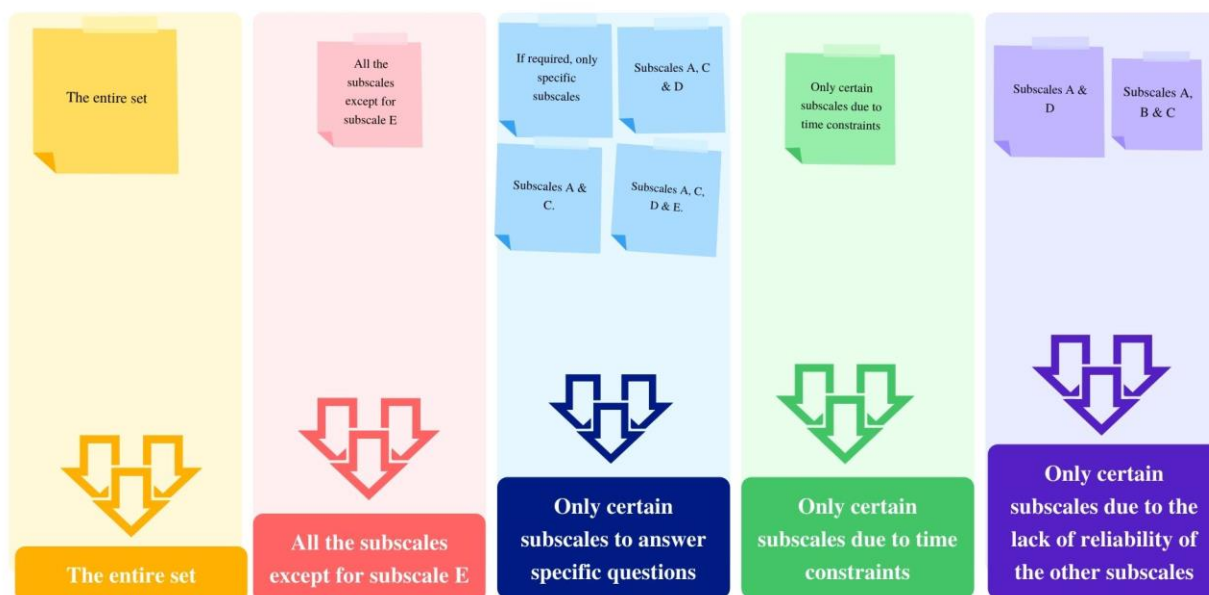 The entire set
All the
subscales
except for
subscale E
If required, only
specific
subscales
Subscales A, C
& D
Subscales A &
C.
Subscales A, C,
D & E.
Only certain
subscales due to
time constraints
Subscales A &
D
Subscales A,
B & C
The entire set
All the subscales
except for subscale E
Only certain
subscales to answer
specific questions
Only certain
subscales due to time
constraints
Only certain
subscales due to the
lack of reliability of
the other subscales